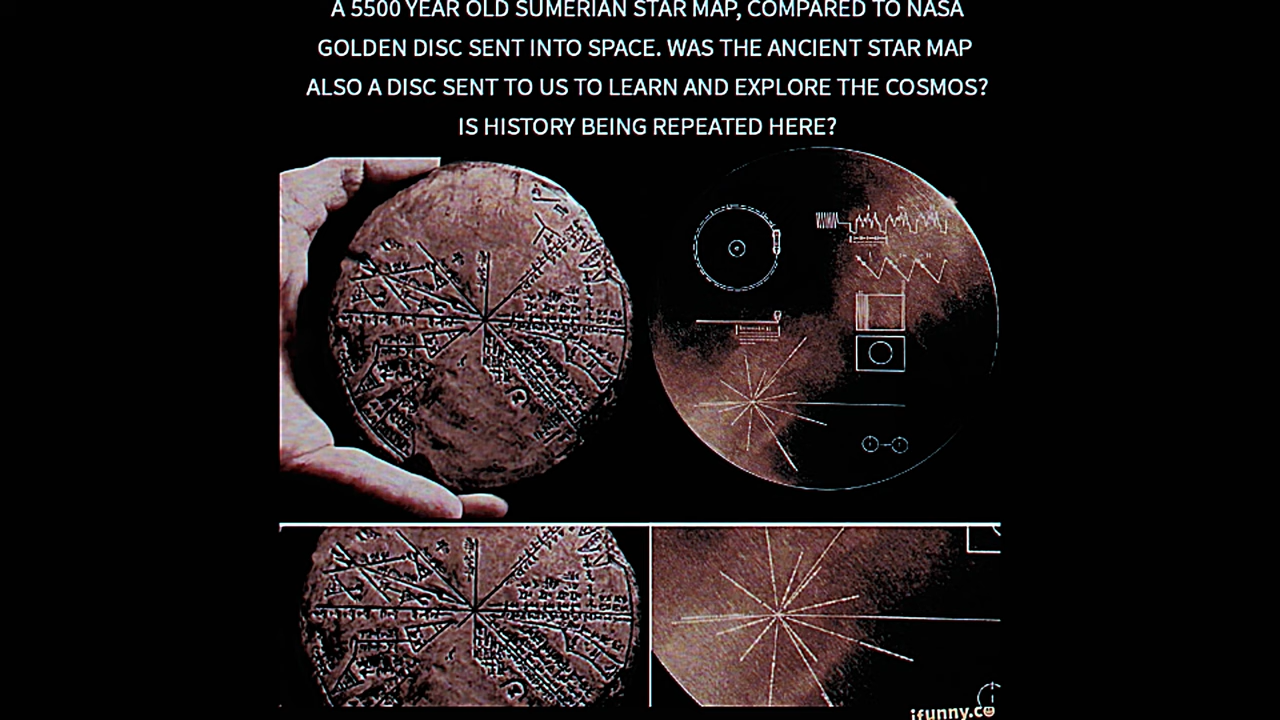 A 5500 YEAR OLD SUMERIAN STAR MAP, COMPARED TO NASA
GOLDEN DISC SENT INTO SPACE. WAS THE ANCIENT STAR MAP
ALSO A DISC SENT TO US TO LEARN AND EXPLORE THE COSMOS?
IS HISTORY BEING REPEATED HERE?
ifunny.co